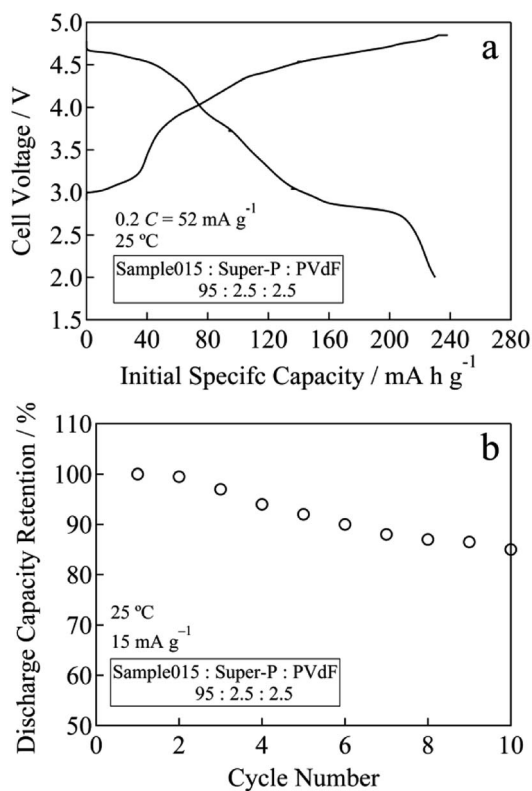 5.0
a
4.5
4.0
3.5
3.0
2.5
2.0
1.5
Cell Voltage / V
0.2 C = 52 mA g⁻¹
25 ºC
Sample015 : Super-P : PVdF
95 : 2.5 : 2.5
0 40 80 120 160 200 240 280
Initial Specifc Capacity / mA h g⁻¹
110
b
100
90
80
70
60
50
Discharge Capacity Retention / %
25 ºC
15 mA g⁻¹
Sample015 : Super-P : PVdF
95 : 2.5 : 2.5
0 2 4 6 8 10
Cycle Number